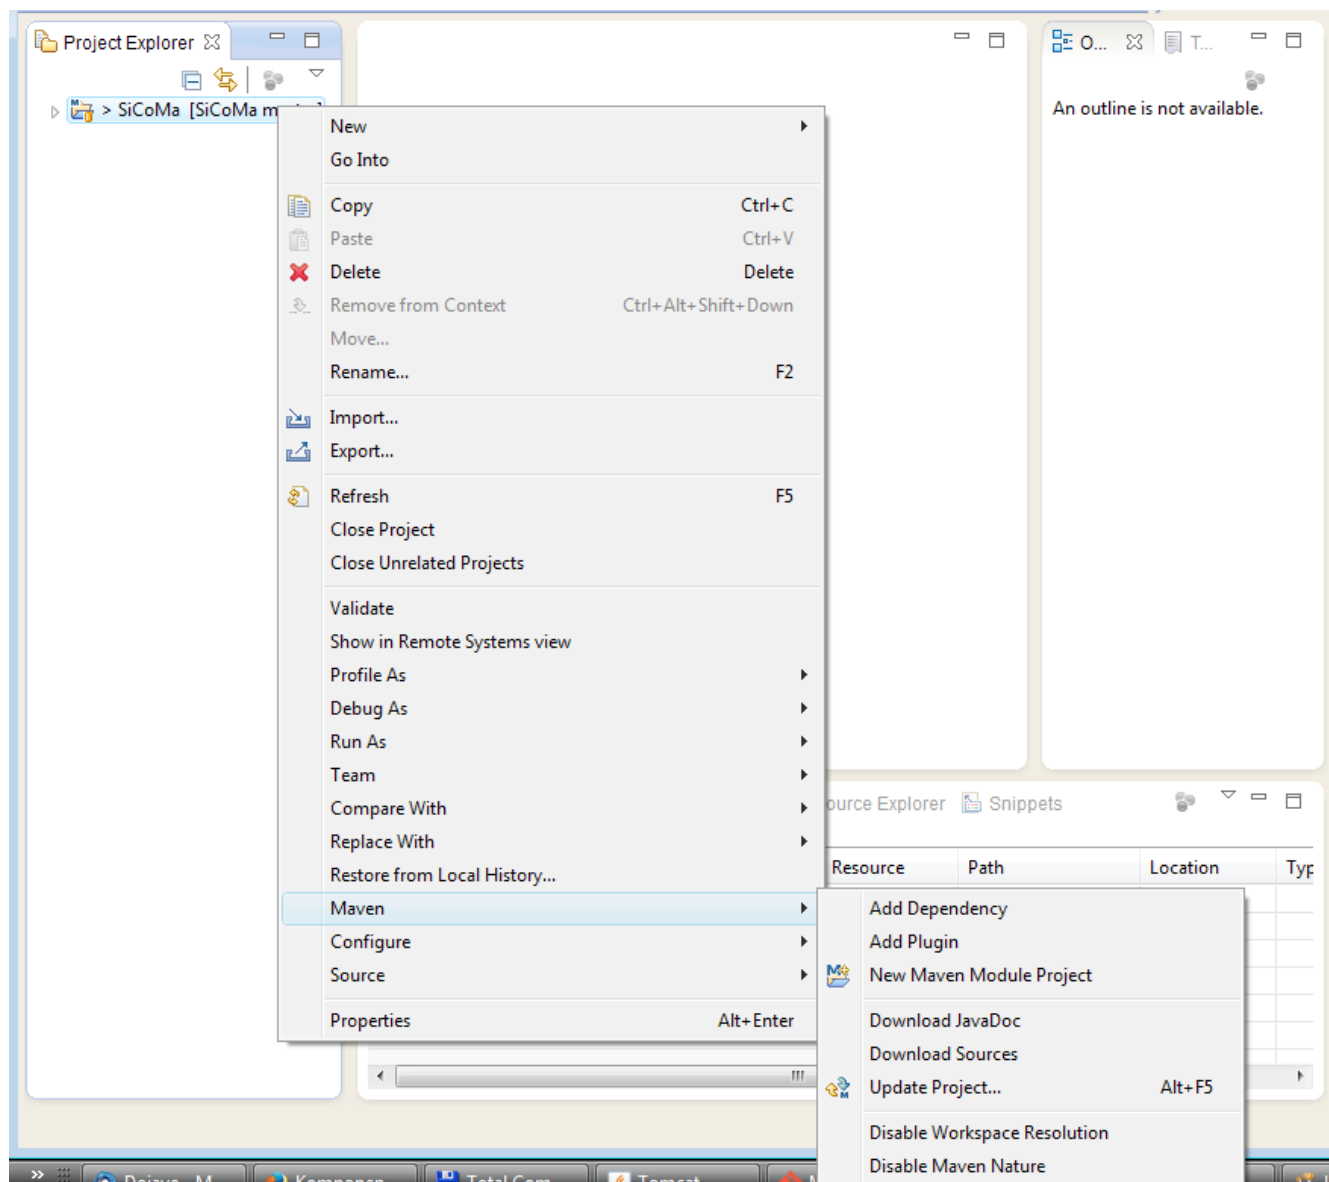 Project Explorer
O...
T...
> SiCoMa [SiCoMa m
An outline is not available.
New
Go Into
Copy Ctrl+C
Paste Ctrl+V
Delete Delete
Remove from Context Ctrl+Alt+Shift+Down
Move...
Rename... F2
Import...
Export...
Refresh F5
Close Project
Close Unrelated Projects
Validate
Show in Remote Systems view
Profile As
Debug As
Run As
Team
Compare With
Replace With
Restore from Local History...
Maven
Configure
Source
Properties Alt+Enter
ource Explorer
Snippets
Resource Path Location Typ
Add Dependency
Add Plugin
New Maven Module Project
Download JavaDoc
Download Sources
Update Project... Alt+F5
Disable Workspace Resolution
Disable Maven Nature
Total Com
Tomcat